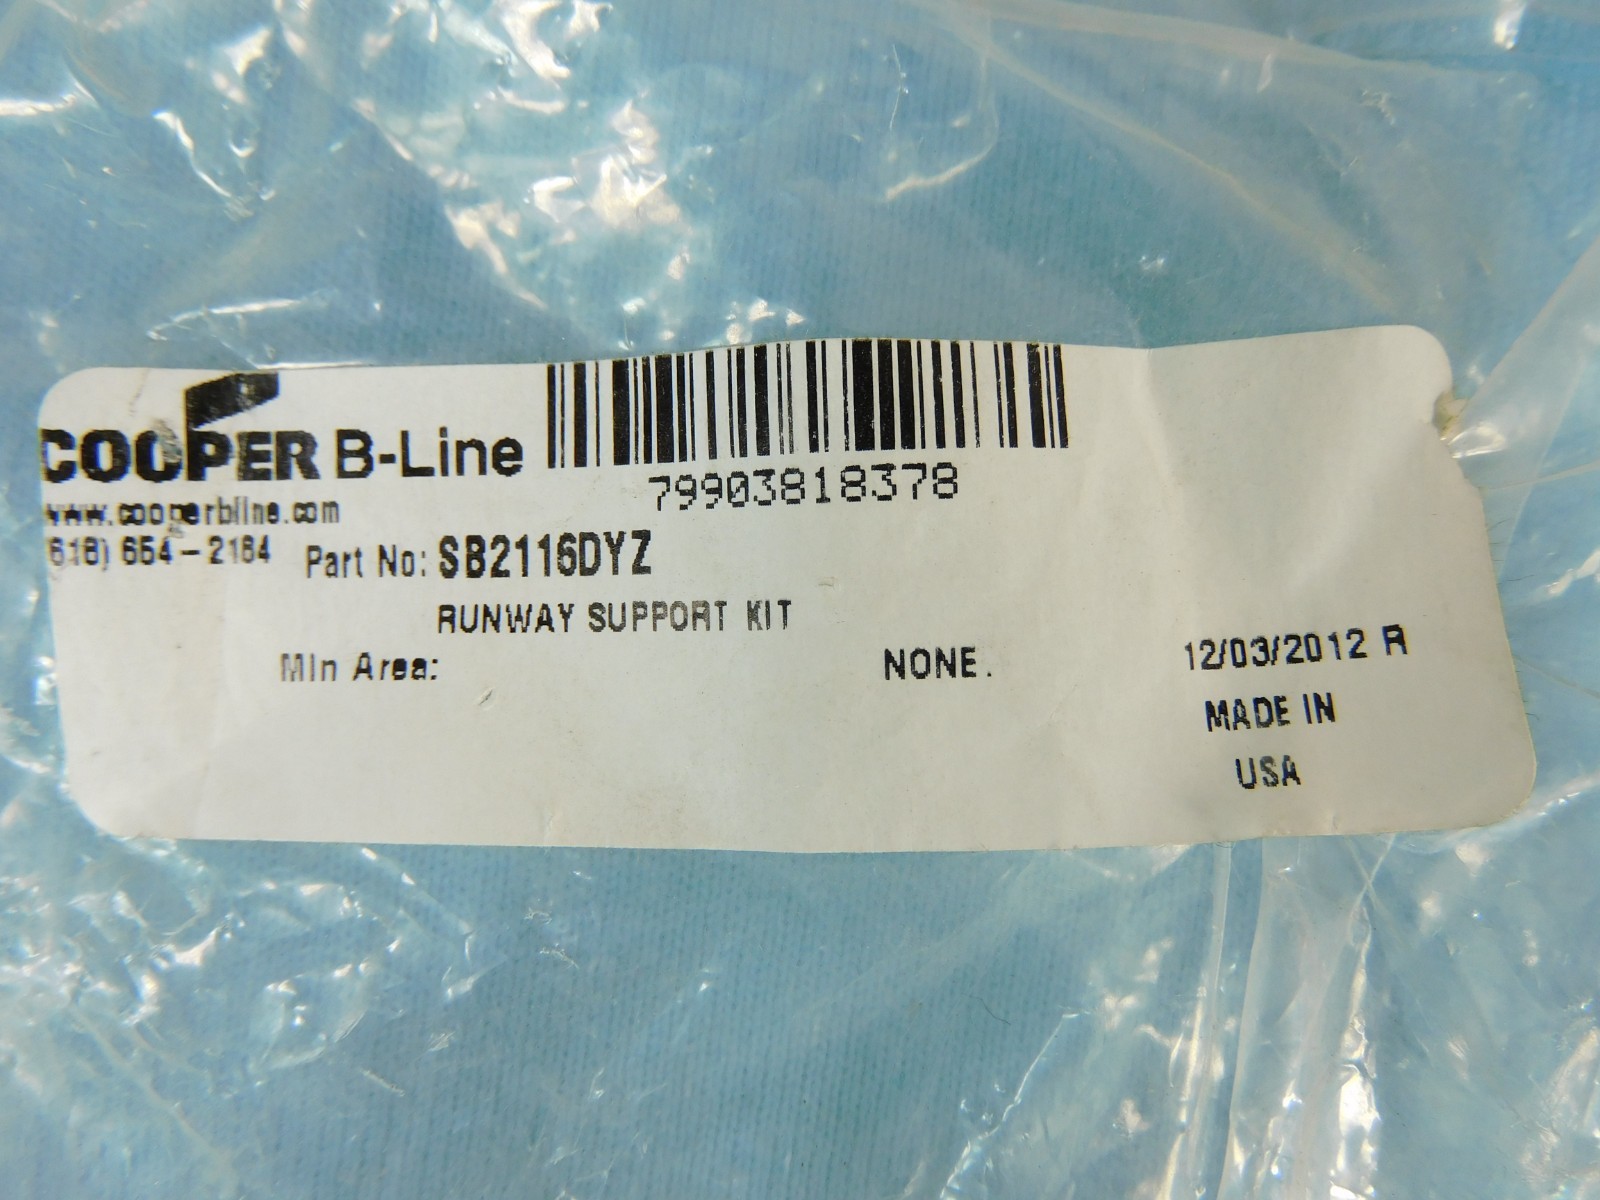 COOPER B-Line
79903818378
www.cooperbline.com
(618) 654-2184
Part No: SB2116DYZ
RUNWAY SUPPORT KIT
Min Area: NONE. 12/03/2012 R
MADE IN
USA